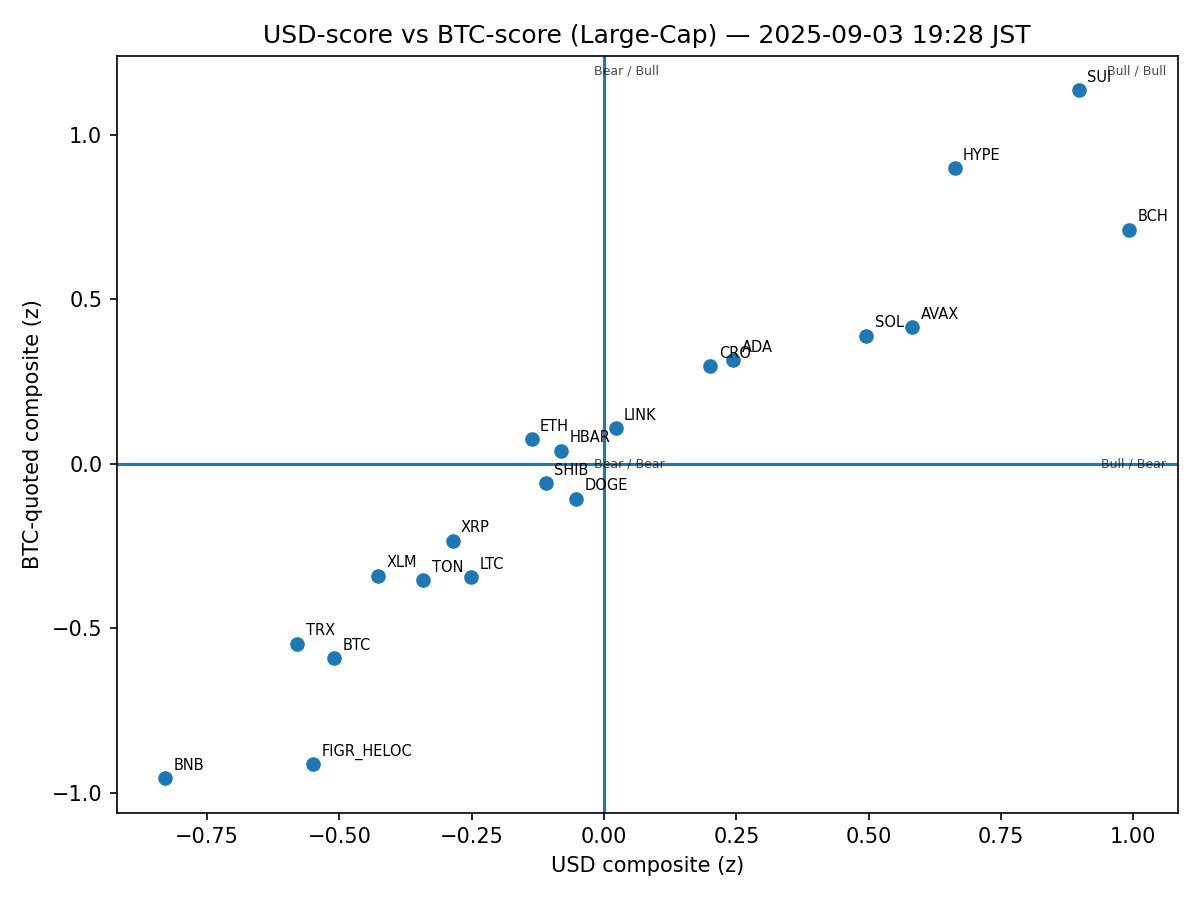 USD-score vs BTC-score (Large-Cap) — 2025-09-03 19:28 JST
Bear / Bull
Bull / Bull
SUI
HYPE
BCH
AVAX
SOL
ADA
CRO
LINK
ETH
HBAR
Bear / Bear
Bull / Bear
SHIB
DOGE
XRP
XLM
TON
LTC
TRX
BTC
FIGR_HELOC
BNB
1.0
0.5
0.0
−0.5
−1.0
BTC-quoted composite (z)
−0.75
−0.50
−0.25
0.00
0.25
0.50
0.75
1.00
USD composite (z)